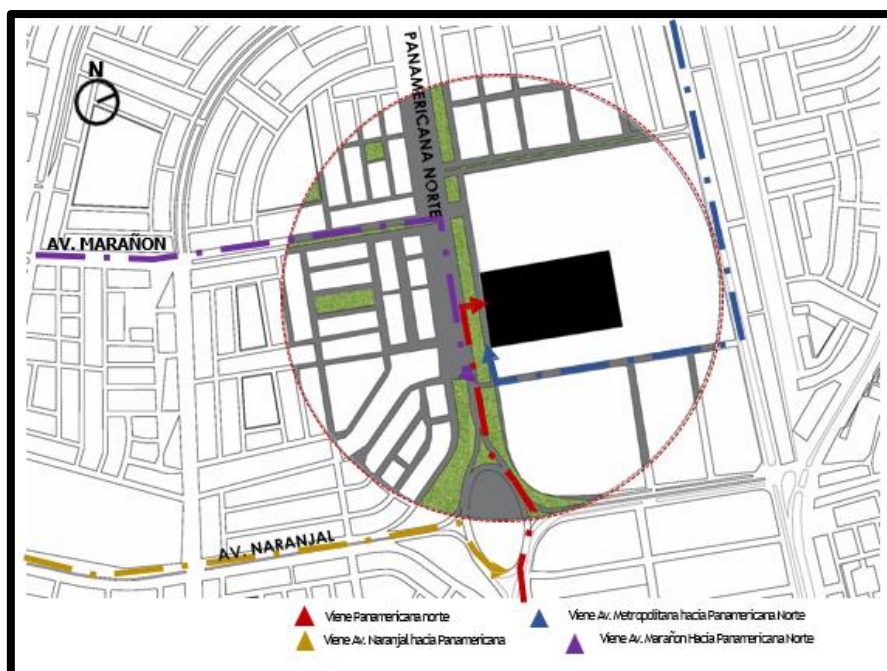 N
PANAMERICANA NORTE
AV. MARAÑON
AV. NARANJAL
Viene Panamericana norte
Viene Av. Metropolitana hacia Panamericana Norte
Viene Av. Naranjal hacia Panamericana
Viene Av. Marañon Hacia Panamericana Norte